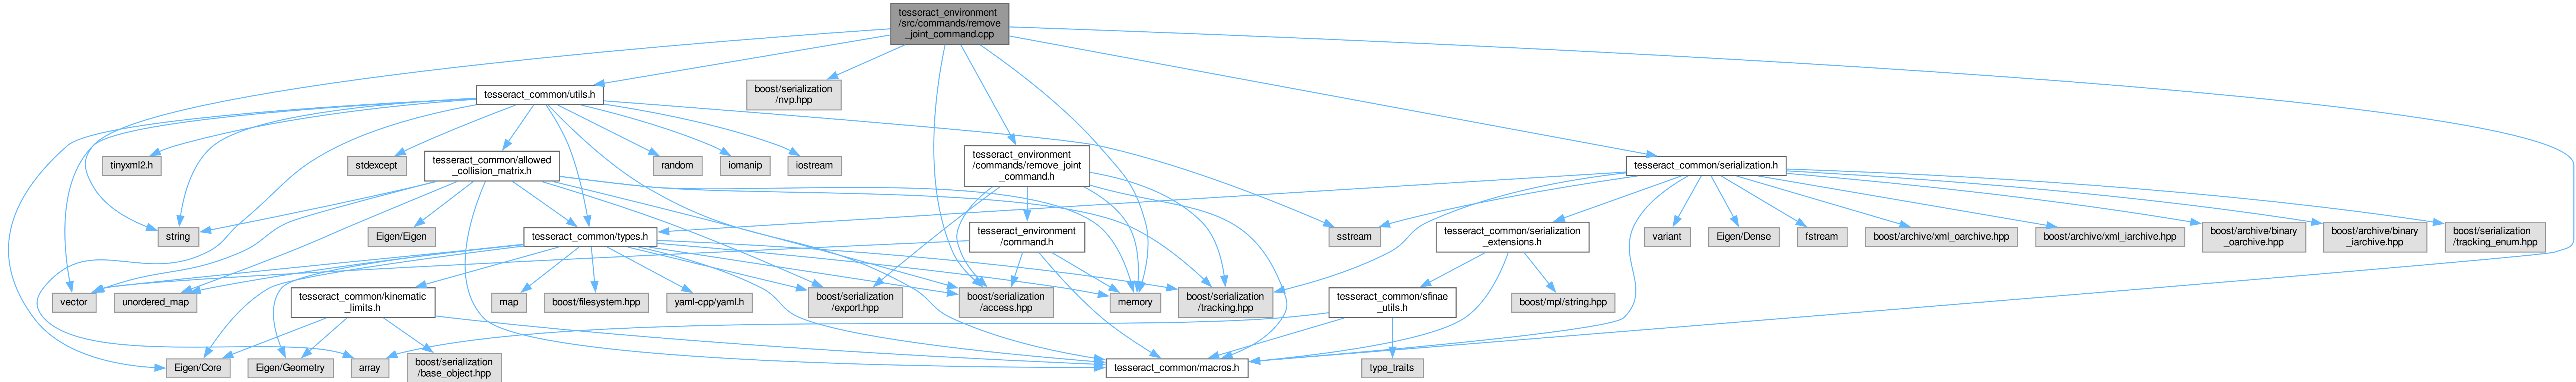 tesseract_environment
/src/commands/remove
_joint_command.cpp
tesseract_common/utils.h
boost/serialization
/nvp.hpp
tinyxml2.h
stdexcept
tesseract_common/allowed
_collision_matrix.h
random
iomanip
iostream
tesseract_environment
/commands/remove_joint
_command.h
tesseract_common/serialization.h
string
Eigen/Eigen
tesseract_common/types.h
tesseract_environment
/command.h
sstream
tesseract_common/serialization
_extensions.h
variant
Eigen/Dense
fstream
boost/archive/xml_oarchive.hpp
boost/archive/xml_iarchive.hpp
boost/archive/binary
_oarchive.hpp
boost/archive/binary
_iarchive.hpp
boost/serialization
/tracking_enum.hpp
vector
unordered_map
tesseract_common/kinematic
_limits.h
map
boost/filesystem.hpp
yaml-cpp/yaml.h
boost/serialization
/export.hpp
boost/serialization
/access.hpp
memory
boost/serialization
/tracking.hpp
tesseract_common/sfinae
_utils.h
boost/mpl/string.hpp
Eigen/Core
Eigen/Geometry
array
boost/serialization
/base_object.hpp
tesseract_common/macros.h
type_traits